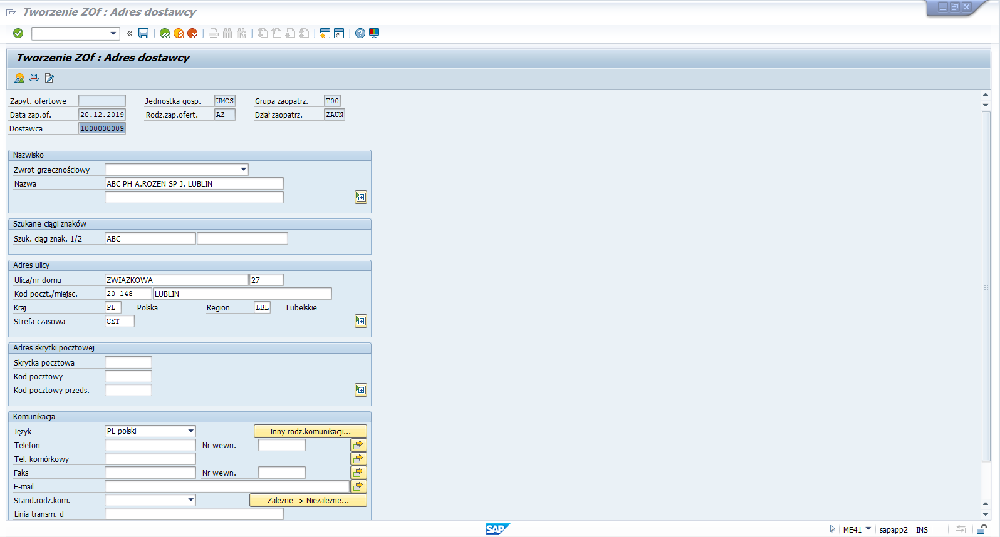 Tworzenie ZOf : Adres dostawcy
Tworzenie ZOf : Adres dostawcy
Zapyt. ofertowe Jednostka gosp. UMCS Grupa zaopatrz. T00
Data zap.of. 20.12.2019 Rodz.zap.ofert. AZ Dział zaopatrz. ZAUN
Dostawca 1000000009
Nazwisko
Zwrot grzecznościowy
Nazwa ABC PH A.ROŻEN SP J. LUBLIN
Szukane ciągi znaków
Szuk. ciąg znak. 1/2 ABC
Adres ulicy
Ulica/nr domu ZWIĄZKOWA 27
Kod poczt./miejsc. 20-148 LUBLIN
Kraj PL Polska Region LBL Lubelskie
Strefa czasowa CET
Adres skrytki pocztowej
Skrytka pocztowa
Kod pocztowy
Kod pocztowy przeds.
Komunikacja
Język PL polski Inny rodz.komunikacji...
Telefon Nr wewn.
Tel. komórkowy
Faks Nr wewn.
E-mail
Stand.rodz.kom. Zależne -> Niezależne...
Linia transm. d
SAP ME41 sapapp2 INS